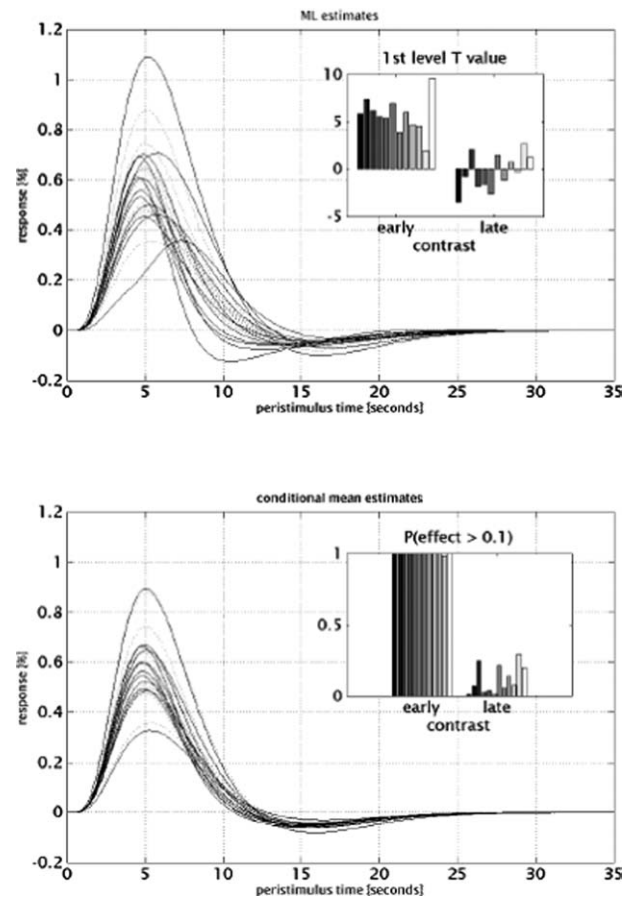 ML estimates
1.2
1
0.8
0.6
0.4
0.2
0
-0.2
response [%]
1st level T value
10
5
0
-5
early late
contrast
0 5 10 15 20 25 30 35
peristimulus time [seconds]
conditional mean estimates
1.2
1
0.8
0.6
0.4
0.2
0
-0.2
response [%]
P(effect > 0.1)
1
0.5
0
early late
contrast
0 5 10 15 20 25 30 35
peristimulus time [seconds]